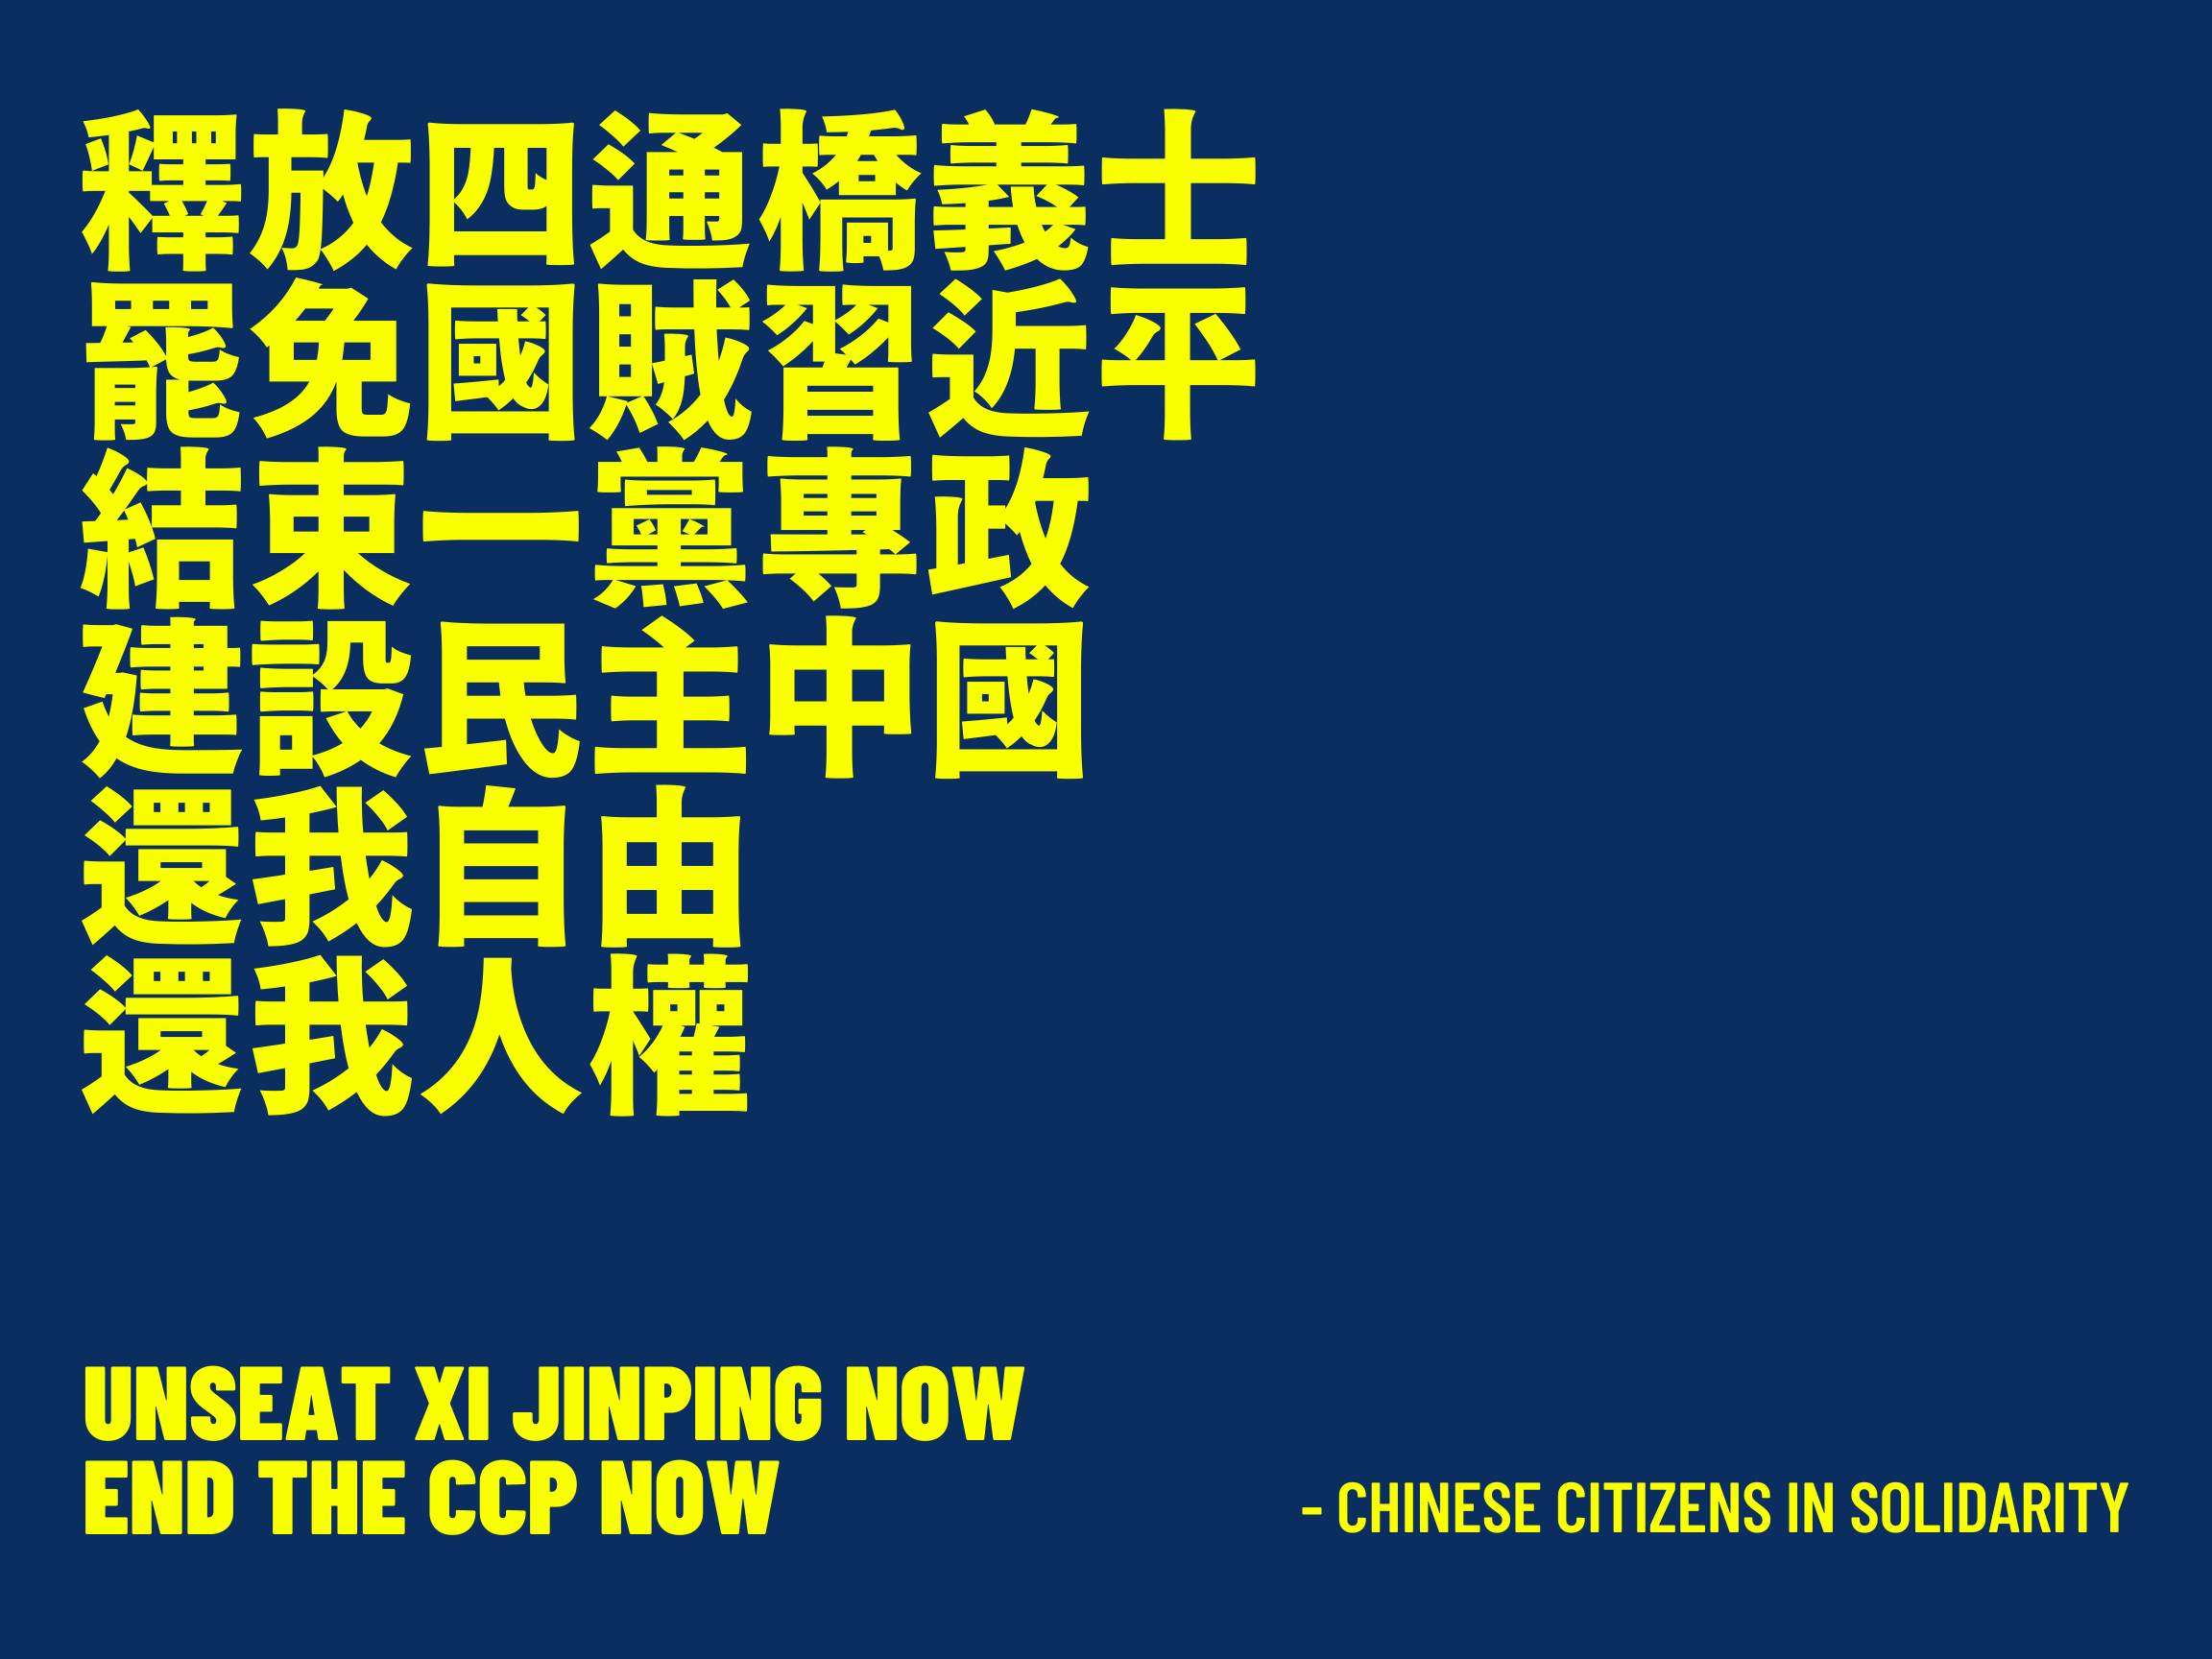 釋放四通橋義士
罷免國賊習近平
結束一黨專政
建設民主中國
還我自由
還我人權
UNSEAT XI JINPING NOW
END THE CCP NOW
-CHINESE CITIZENS IN SOLIDARITY